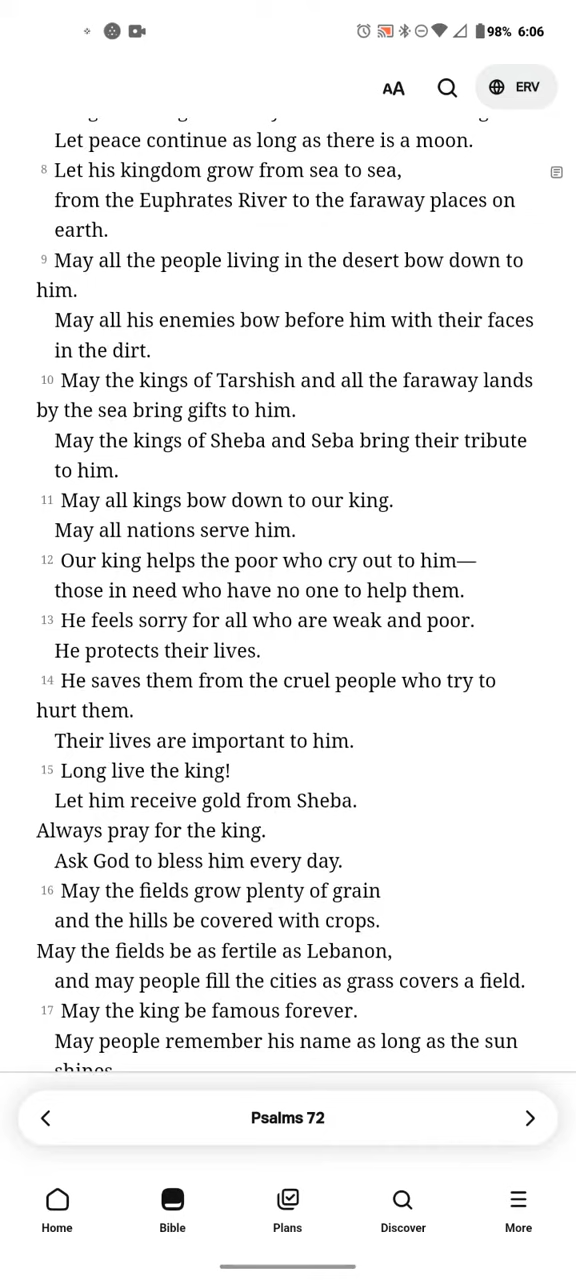 98% 6:06
AA
ERV
Let peace continue as long as there is a moon.
8 Let his kingdom grow from sea to sea,
from the Euphrates River to the faraway places on
earth.
9 May all the people living in the desert bow down to
him.
May all his enemies bow before him with their faces
in the dirt.
10 May the kings of Tarshish and all the faraway lands
by the sea bring gifts to him.
May the kings of Sheba and Seba bring their tribute
to him.
11 May all kings bow down to our king.
May all nations serve him.
12 Our king helps the poor who cry out to him—
those in need who have no one to help them.
13 He feels sorry for all who are weak and poor.
He protects their lives.
14 He saves them from the cruel people who try to
hurt them.
Their lives are important to him.
15 Long live the king!
Let him receive gold from Sheba.
Always pray for the king.
Ask God to bless him every day.
16 May the fields grow plenty of grain
and the hills be covered with crops.
May the fields be as fertile as Lebanon,
and may people fill the cities as grass covers a field.
17 May the king be famous forever.
May people remember his name as long as the sun
shines
Psalms 72
Home
Bible
Plans
Discover
More